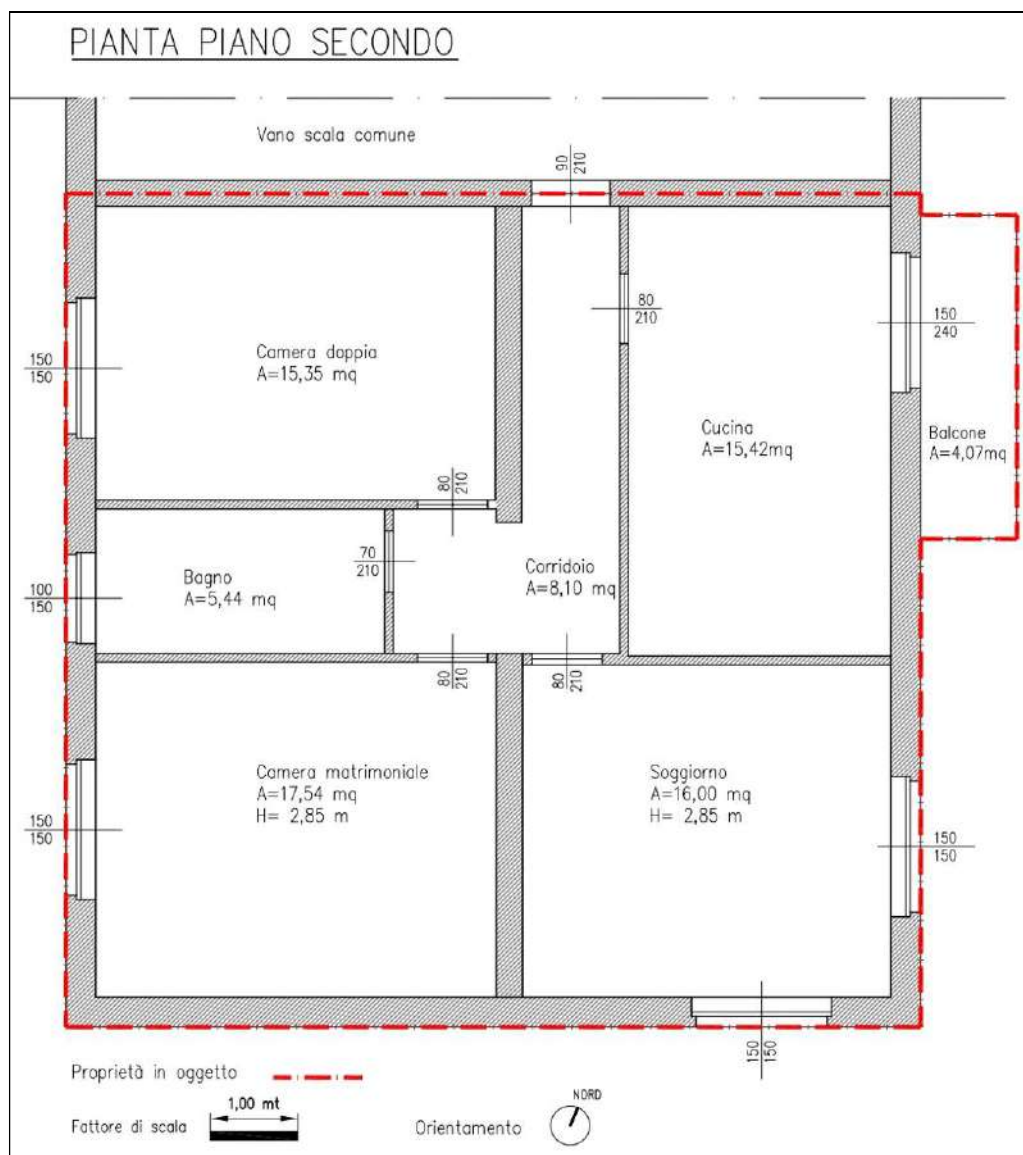 PIANTA PIANO SECONDO
Vano scala comune
90
210
80
210
150
240
Camera doppia
A=15,35 mq
150
150
Cucina
A=15,42mq
Balcone
A=4,07mq
80
210
70
210
Bagno
A=5,44 mq
Corridoio
A=8,10 mq
100
150
80
210
80
210
Camera matrimoniale
A=17,54 mq
H= 2,85 m
Soggiorno
A=16,00 mq
H= 2,85 m
150
150
150
150
150
150
Proprietà in oggetto
1,00 mt
Fattore di scala
Orientamento
NORD